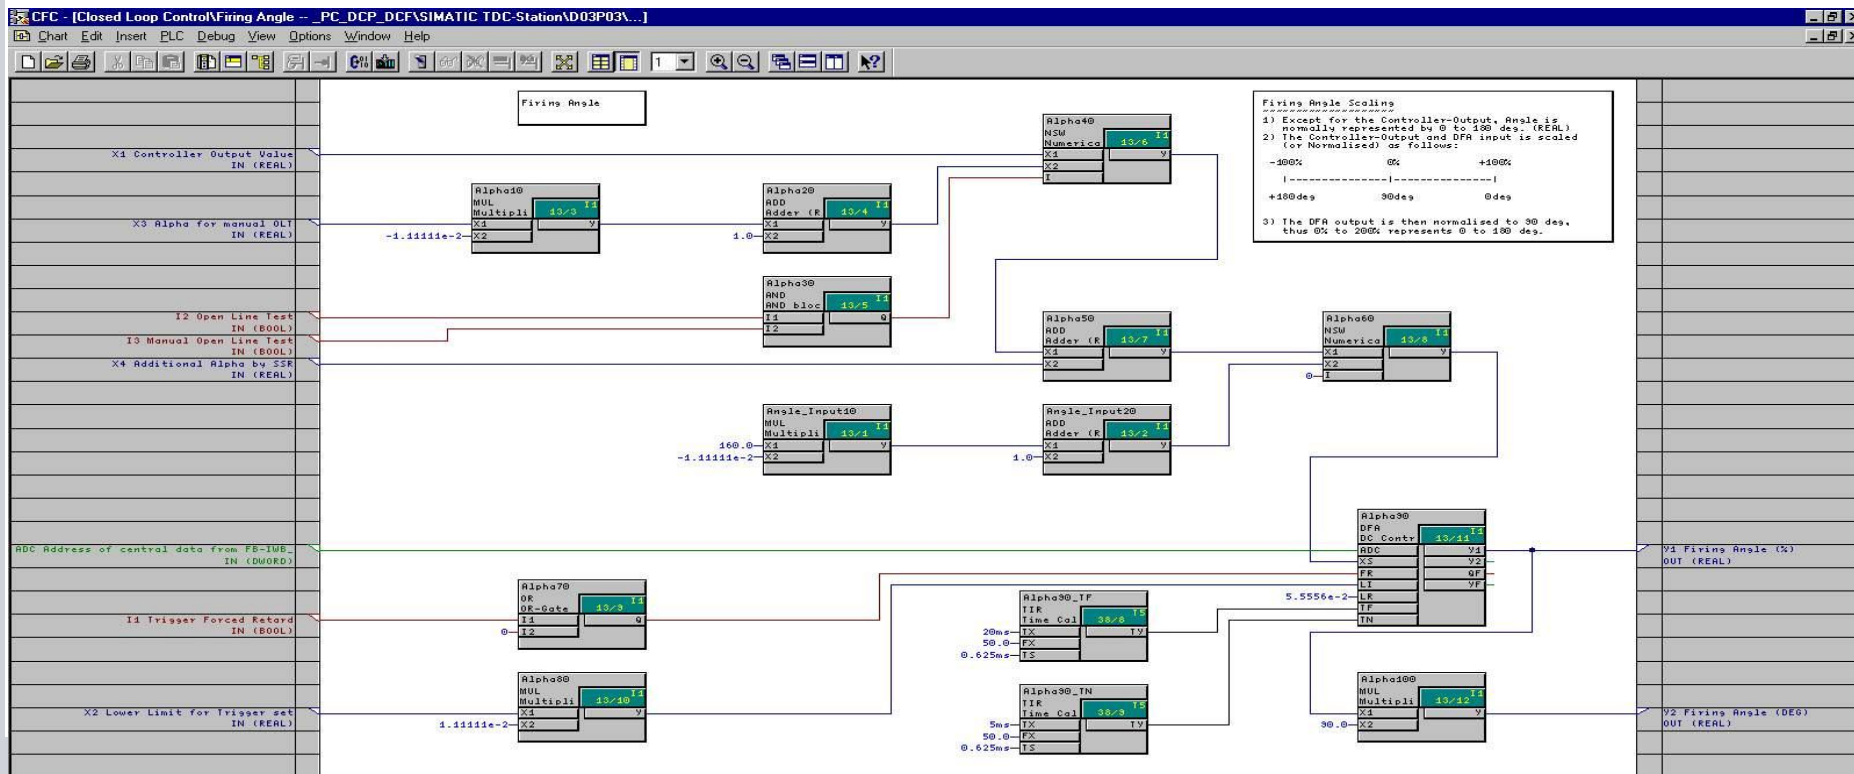 CFC - [Closed Loop Control\Firing Angle -- _PC_DCP_DCF\SIMATIC TDC-Station\D03P03\...]
Chart Edit Insert PLC Debug View Options Window Help
1
Firing Angle
Firing Angle Scaling
~~~~~~~~~~~~~~~~~~~~
1) Except for the Controller-Output, Angle is
normally represented by 0 to 180 deg. (REAL)
2) The Controller-Output and DFA input is scaled
(or Normalised) as follows:
-100% 0% +100%
|---------------|---------------|
+180deg 90deg 0deg
3) The DFA output is then normalised to 90 deg,
thus 0% to 200% represents 0 to 180 deg.
X1 Controller Output Value
IN (REAL)
X3 Alpha for manual OLT
IN (REAL)
I2 Open Line Test
IN (BOOL)
I3 Manual Open Line Test
IN (BOOL)
X4 Additional Alpha by SSR
IN (REAL)
ADC Address of central data from FB-IWB_
IN (DWORD)
I1 Trigger Forced Retard
IN (BOOL)
X2 Lower Limit for Trigger set
IN (REAL)
Alpha40
NSW I1
Numerica 13/6
X1 Y
X2
I
Alpha10
MUL I1
Multipli 13/3
X1 Y
-1.11111e-2 X2
Alpha20
ADD I1
Adder (R 13/4
X1 Y
1.0 X2
Alpha30
AND I1
AND bloc 13/5
I1 Q
I2
Alpha50
ADD I1
Adder (R 13/7
X1 Y
X2
Alpha60
NSW I1
Numerica 13/8
X1 Y
X2
0 I
Angle_Input10
MUL I1
Multipli 13/1
160.0 X1 Y
-1.11111e-2 X2
Angle_Input20
ADD I1
Adder (R 13/2
X1 Y
1.0 X2
Alpha90
DFA I1
DC Contr 13/11
ADC Y1
XS Y2
FR QF
LI YF
5.5556e-2 LR
TF
TN
Alpha70
OR I1
OR-Gate 13/9
I1 Q
0 I2
Alpha90_TF
TIR T5
Time Cal 38/8
20ms TX TY
50.0 FX
0.625ms TS
Alpha80
MUL I1
Multipli 13/10
X1 Y
1.11111e-2 X2
Alpha90_TN
TIR T5
Time Cal 38/9
5ms TX TY
50.0 FX
0.625ms TS
Alpha100
MUL I1
Multipli 13/12
X1 Y
90.0 X2
Y1 Firing Angle (%)
OUT (REAL)
Y2 Firing Angle (DEG)
OUT (REAL)